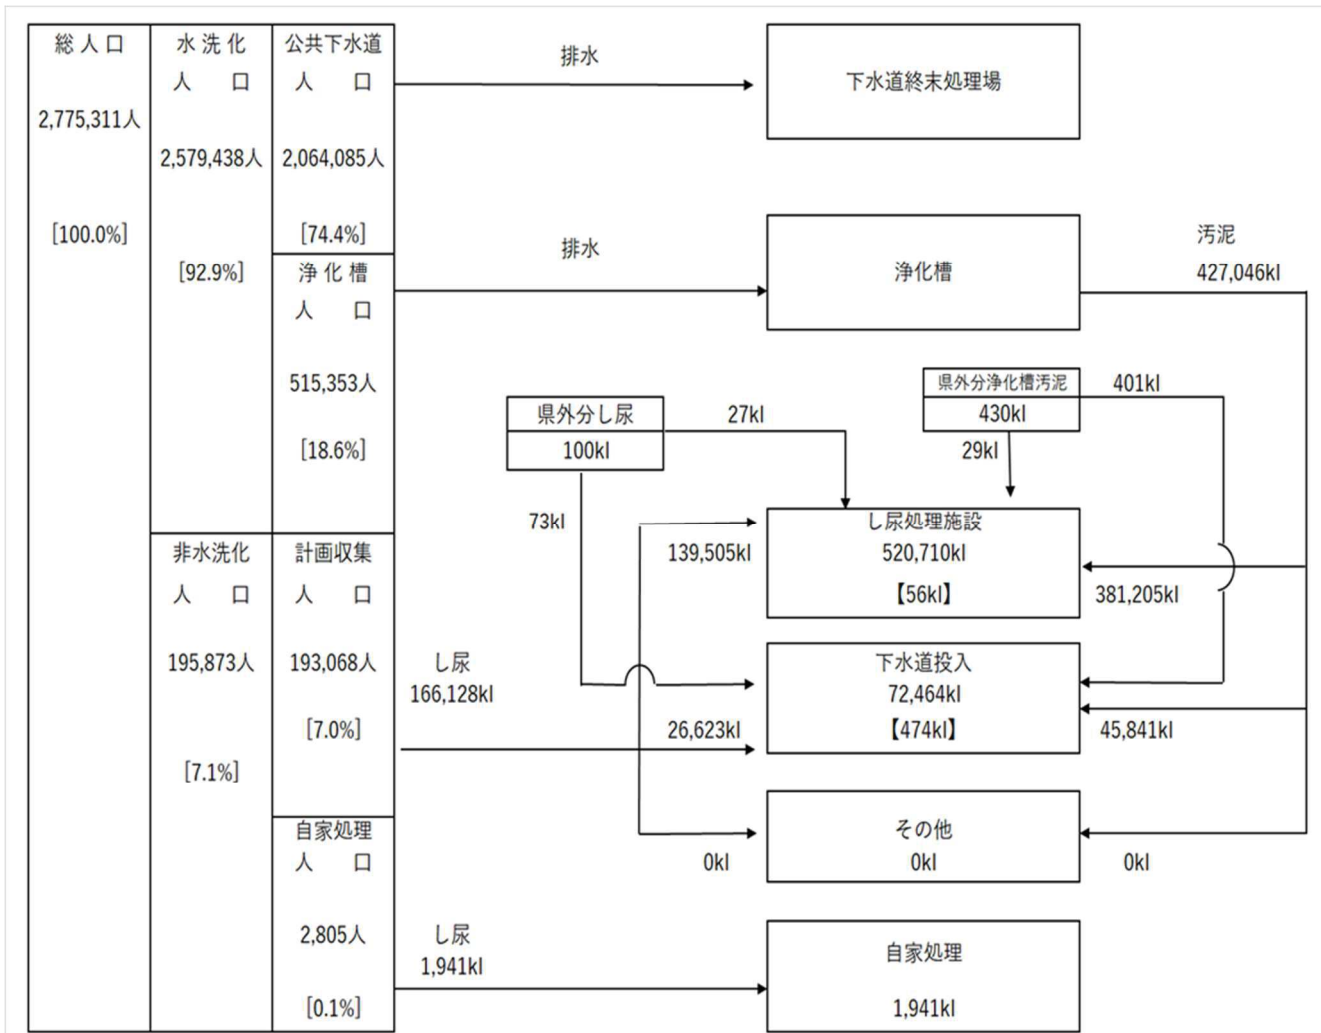 総人口
2,775,311人
[100.0%]
水洗化
人　口
2,579,438人
[92.9%]
公共下水道
人　口
2,064,085人
[74.4%]
浄化槽
人　口
515,353人
[18.6%]
非水洗化
人　口
195,873人
[7.1%]
計画収集
人　口
193,068人
[7.0%]
自家処理
人　口
2,805人
[0.1%]
排水
下水道終末処理場
排水
浄化槽
汚泥
427,046kl
県外分し尿
100kl
27kl
73kl
県外分浄化槽汚泥
430kl
401kl
29kl
139,505kl
し尿処理施設
520,710kl
【56kl】
381,205kl
し尿
166,128kl
26,623kl
下水道投入
72,464kl
【474kl】
45,841kl
0kl
その他
0kl
0kl
し尿
1,941kl
自家処理
1,941kl